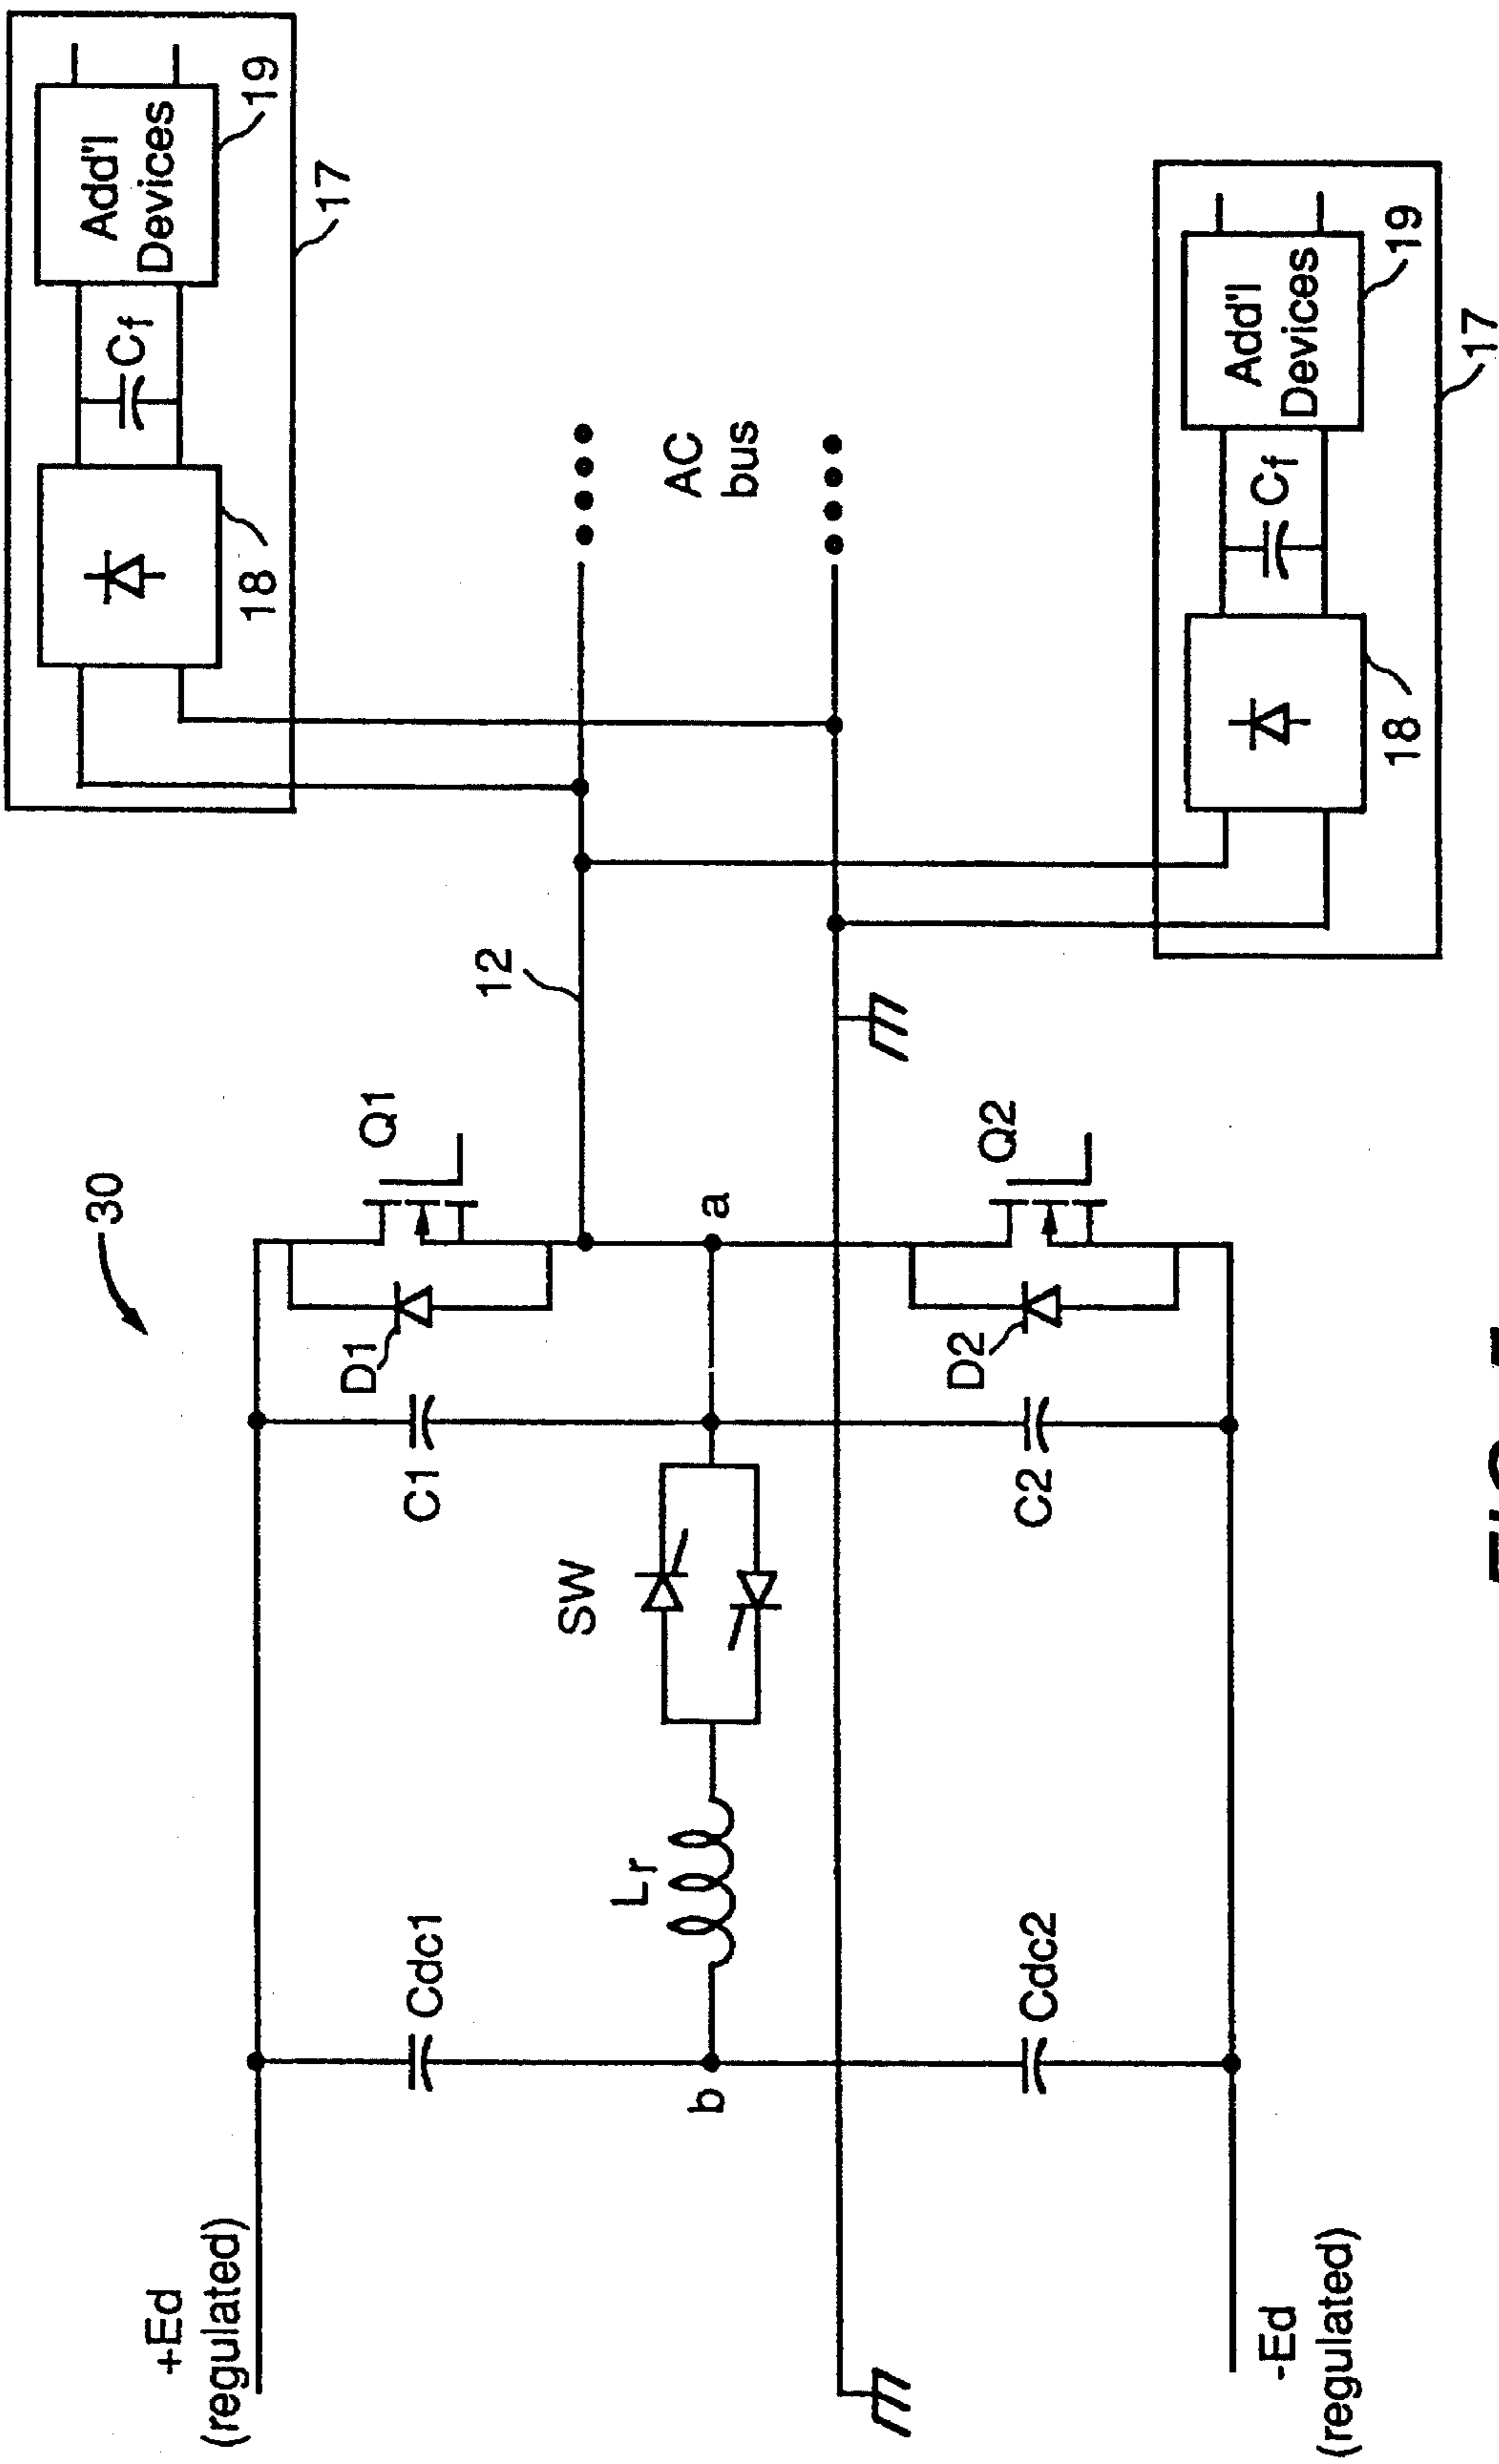 30
+Ed
(regulated)
Cdc1
b
Cdc2
-Ed
(regulated)
Lr
SW
C1
C2
D1
D2
Q1
Q2
a
12
AC
bus
18
Cf
Add'l
Devices
19
17
18
Cf
Add'l
Devices
19
17